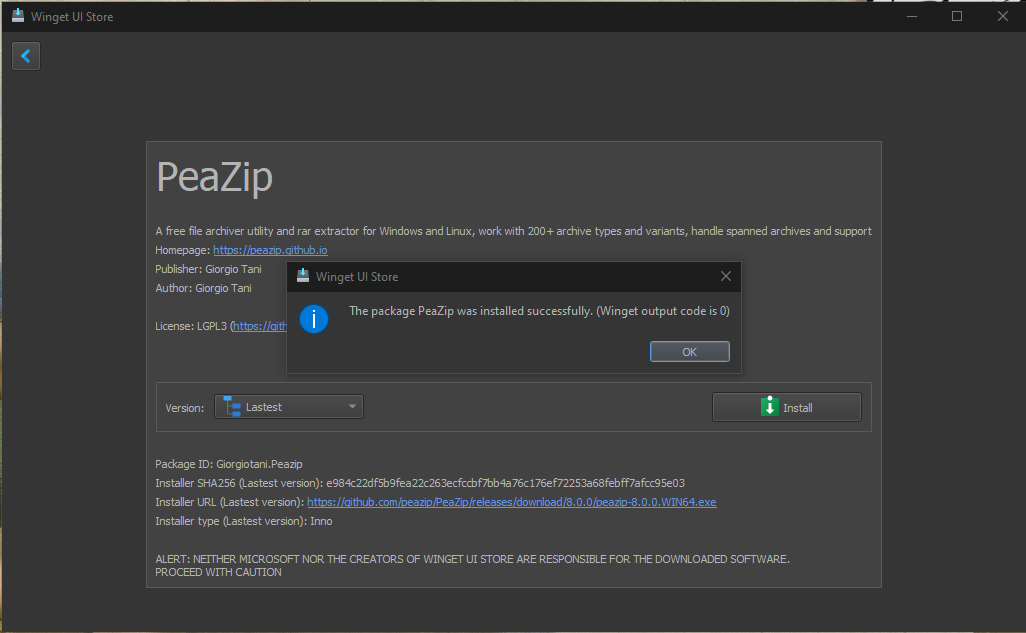 Winget UI Store
PeaZip
A free file archiver utility and rar extractor for Windows and Linux, work with 200+ archive types and variants, handle spanned archives and support
Homepage: https://peazip.github.io
Publisher: Giorgio Tani
Author: Giorgio Tani
License: LGPL3 (https://gith
Winget UI Store
The package PeaZip was installed successfully. (Winget output code is 0)
OK
Version: Lastest Install
Package ID: Giorgiotani.Peazip
Installer SHA256 (Lastest version): e984c22df5b9fea22c263ecfccbf7bb4a76c176ef72253a68febff7afcc95e03
Installer URL (Lastest version): https://github.com/peazip/PeaZip/releases/download/8.0.0/peazip-8.0.0.WIN64.exe
Installer type (Lastest version): Inno
ALERT: NEITHER MICROSOFT NOR THE CREATORS OF WINGET UI STORE ARE RESPONSIBLE FOR THE DOWNLOADED SOFTWARE.
PROCEED WITH CAUTION